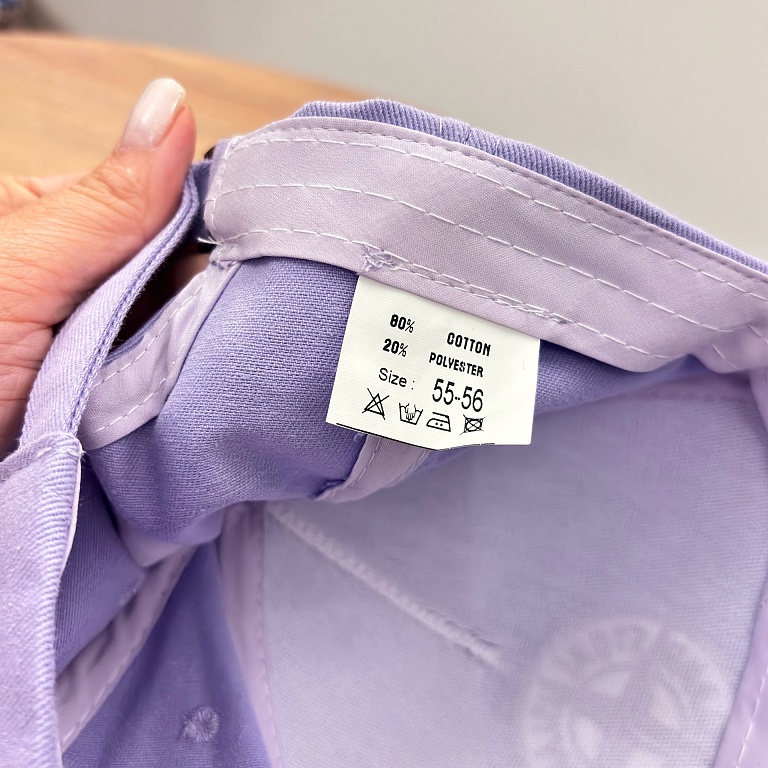 80% COTTON
20% POLYESTER
Size : 55-56